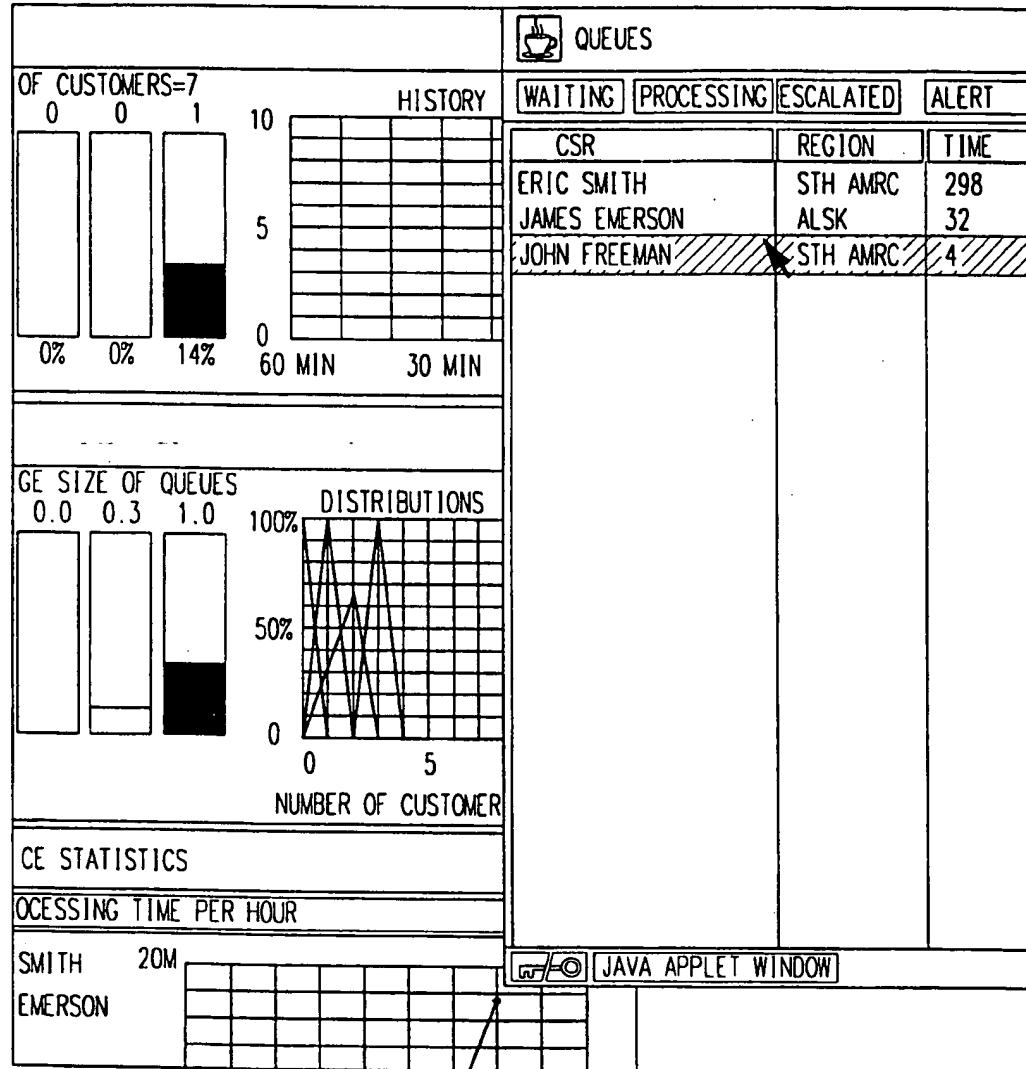 OF CUSTOMERS=7
0 0 1
0% 0% 14%
HISTORY
10
5
0
60 MIN 30 MIN
GE SIZE OF QUEUES
0.0 0.3 1.0
DISTRIBUTIONS
100%
50%
0
0 5
NUMBER OF CUSTOMER
CE STATISTICS
OCESSING TIME PER HOUR
SMITH
EMERSON
20M
QUEUES
WAITING PROCESSING ESCALATED ALERT
CSR REGION TIME
ERIC SMITH STH AMRC 298
JAMES EMERSON ALSK 32
JOHN FREEMAN STH AMRC 4
JAVA APPLET WINDOW